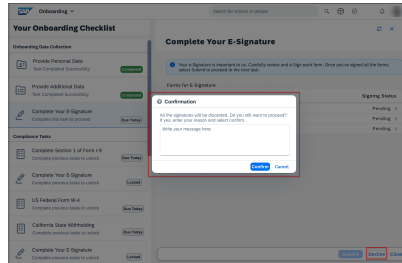 SAP Onboarding
Search for actions or people
Your Onboarding Checklist
Onboarding Data Collection
Provide Personal Data
Task Completed Successfully
Completed
Provide Additional Data
Task Completed Successfully
Completed
Complete Your E-Signature
Complete this task to proceed
Due Today
Compliance Tasks
Complete Section 1 of Form I-9
Complete previous tasks to unlock
Due Today
Complete Your E-Signature
Complete previous tasks to unlock
Locked
US Federal Form W-4
Complete previous tasks to unlock
Due Today
California State Withholding
Complete previous tasks to unlock
Due Today
Complete Your E-Signature
Complete previous tasks to unlock
Locked
Complete Your E-Signature
Your e-Signature is important to us. Carefully review and e-Sign each form. Once you've signed all the forms,
select Submit to proceed to the next task.
Forms for E-Signature
Signing Status
Pending
Pending
Pending
Confirmation
All the signatures will be discarded. Do you still want to proceed?
If yes, enter your reason and select confirm.
Write your message here.
Confirm Cancel
Submit Decline Close